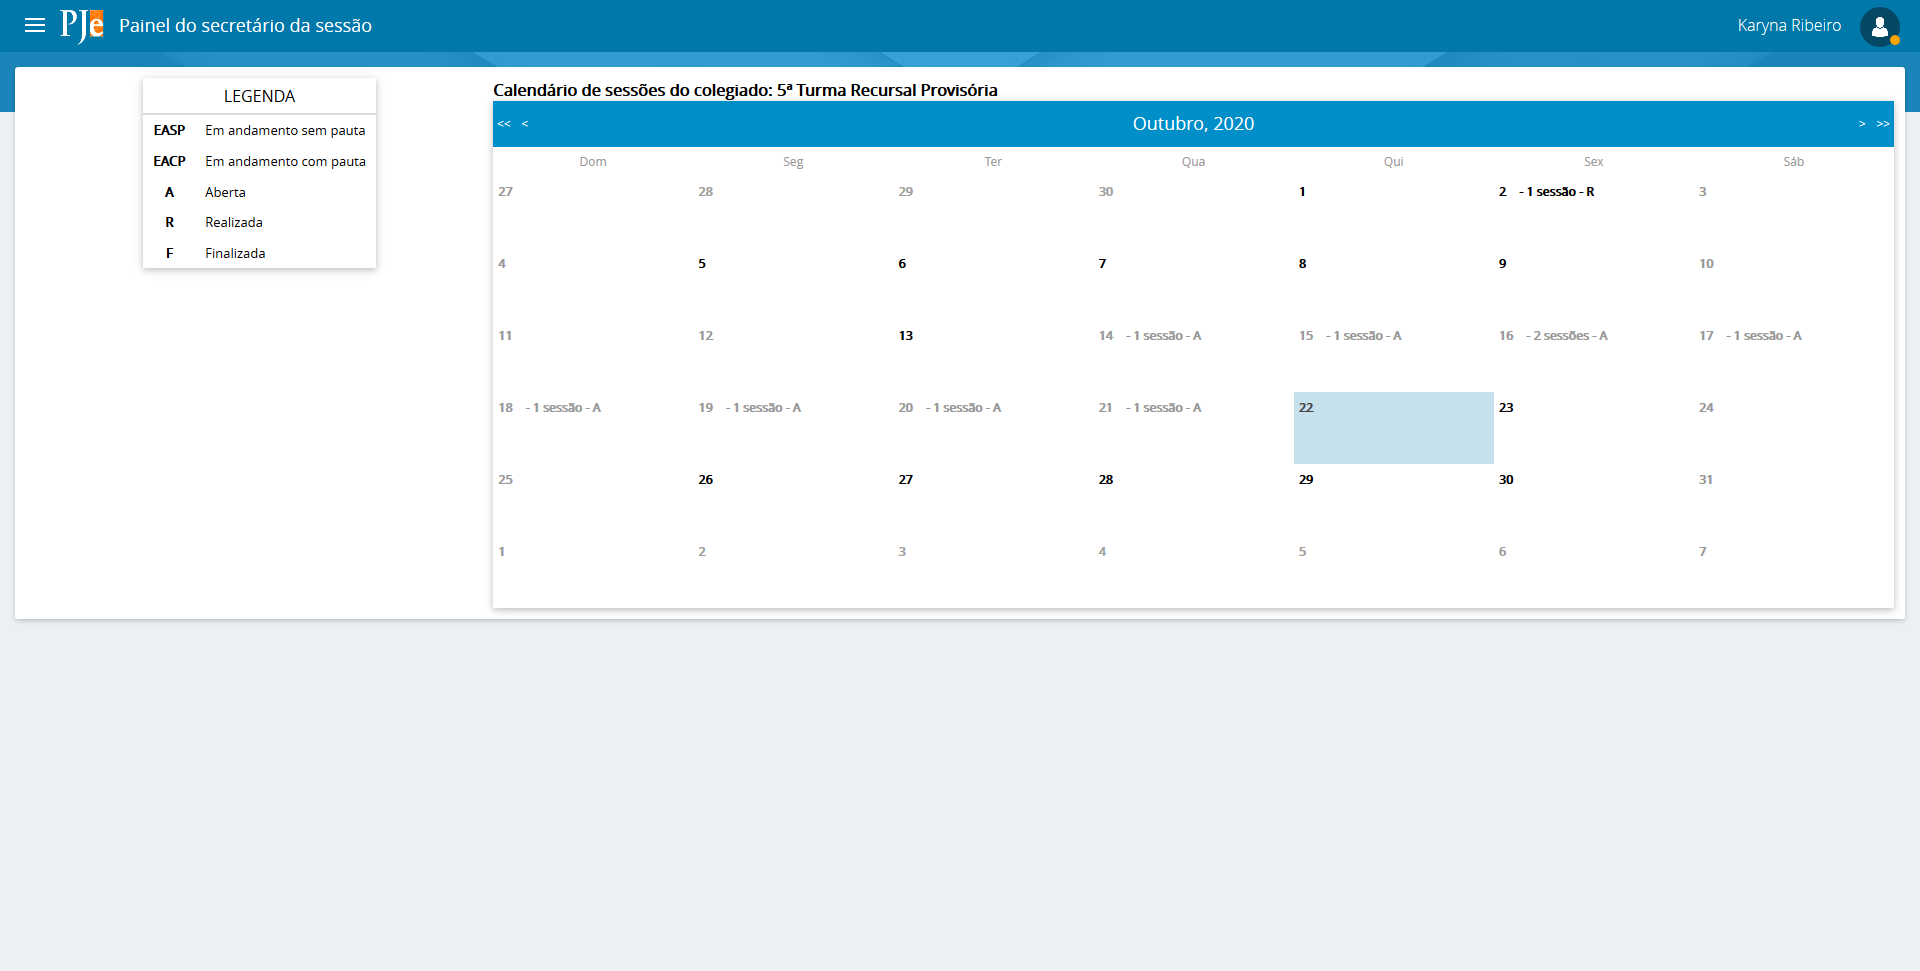 PJe Painel do secretário da sessão Karyna Ribeiro
LEGENDA
EASP Em andamento sem pauta
EACP Em andamento com pauta
A Aberta
R Realizada
F Finalizada
Calendário de sessões do colegiado: 5ª Turma Recursal Provisória
<< < Outubro, 2020 > >>
Dom Seg Ter Qua Qui Sex Sáb
27 28 29 30 1 2 - 1 sessão - R 3
4 5 6 7 8 9 10
11 12 13 14 - 1 sessão - A 15 - 1 sessão - A 16 - 2 sessões - A 17 - 1 sessão - A
18 - 1 sessão - A 19 - 1 sessão - A 20 - 1 sessão - A 21 - 1 sessão - A 22 23 24
25 26 27 28 29 30 31
1 2 3 4 5 6 7